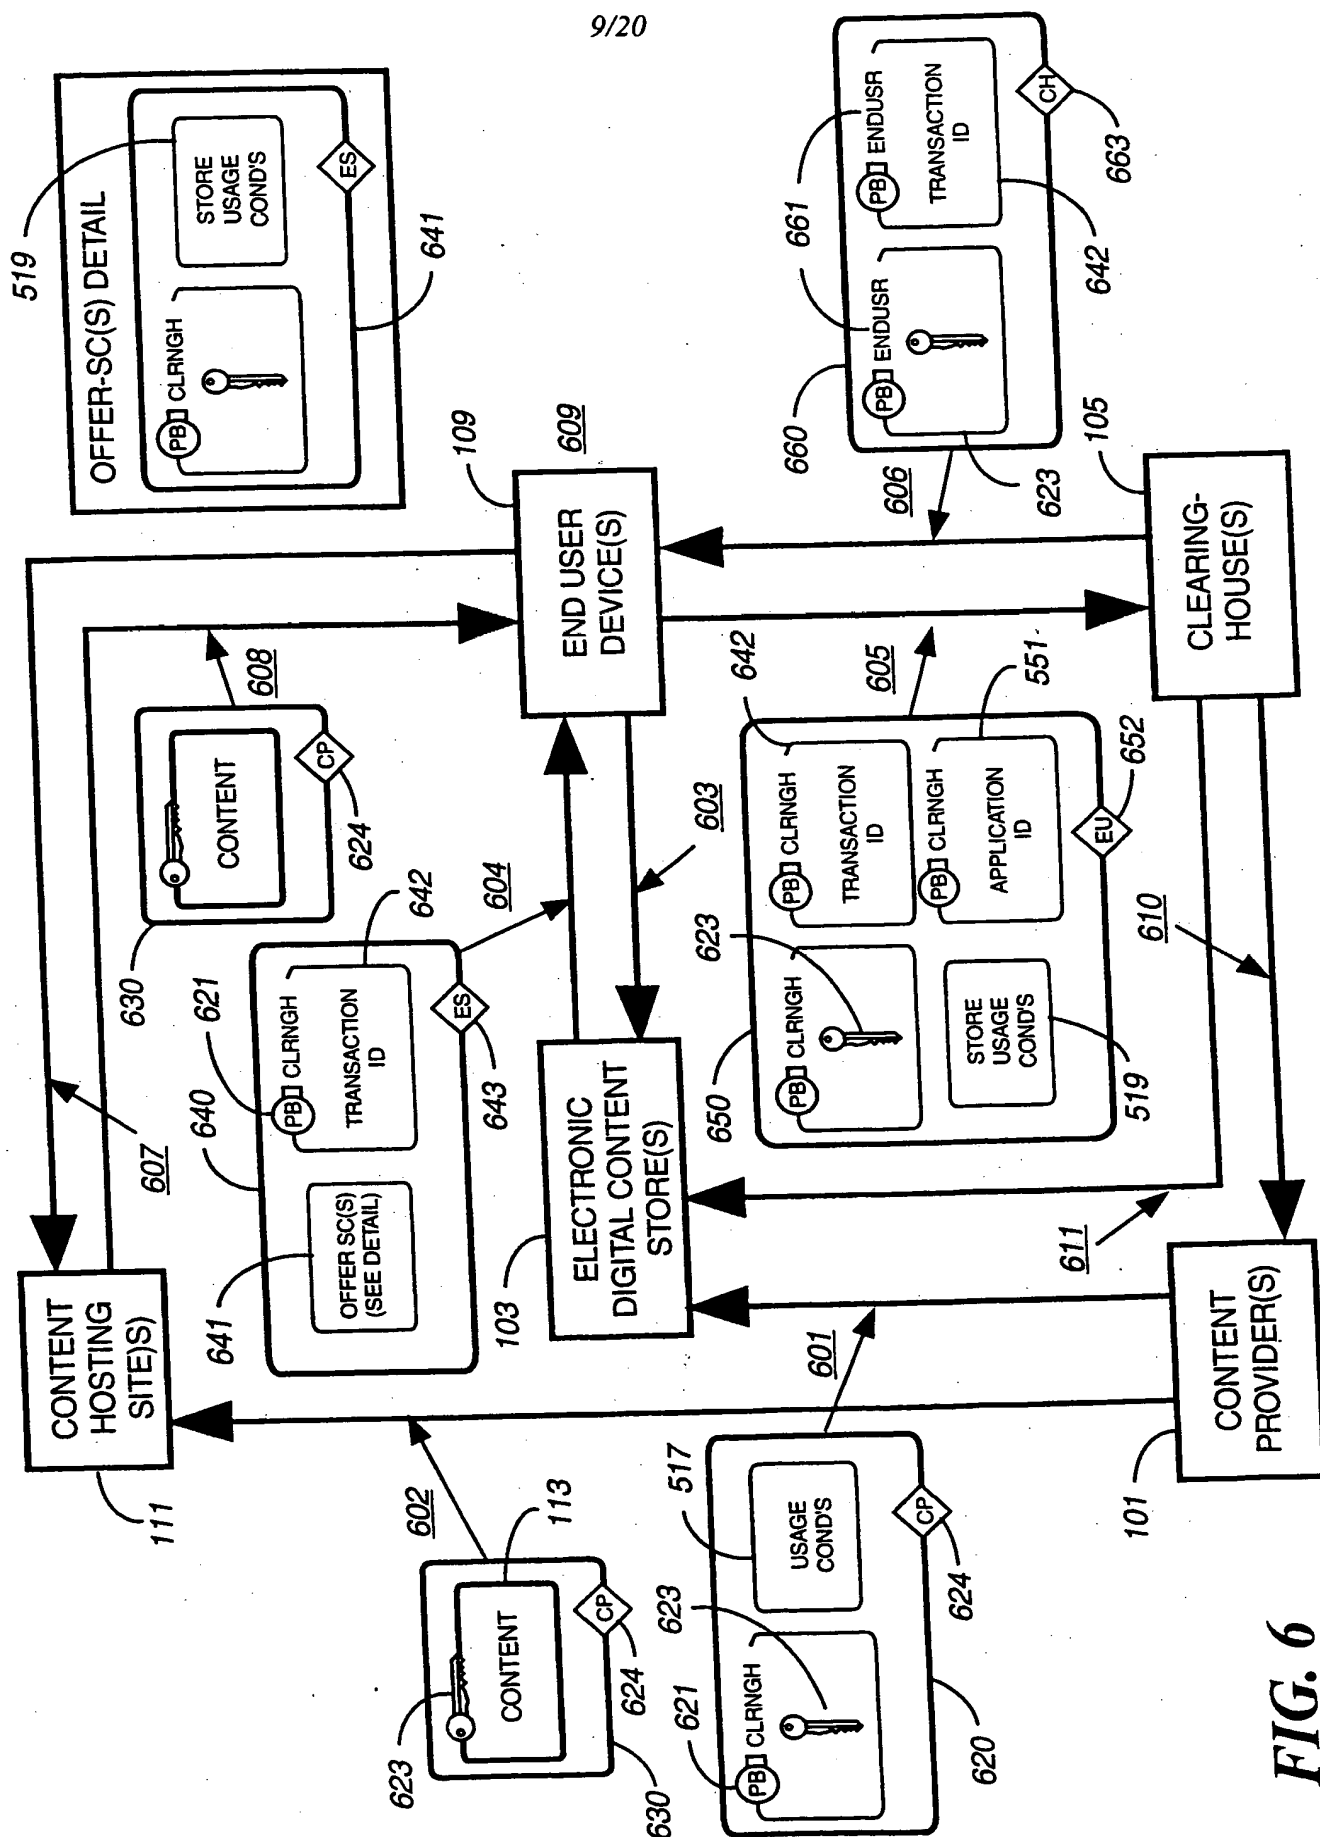 9/20
OFFER-SC(S) DETAIL
519
PB CLRNGH
STORE
USAGE
COND'S
ES
641
PB ENDUSR
PB ENDUSR
TRANSACTION
ID
661
660
CH
663
642
623
606
CONTENT
HOSTING
SITE)S)
111
607
608
CONTENT
CP
624
630
END USER
DEVICE(S)
109
609
602
623
113
CONTENT
CP
624
630
640
621
PB CLRNGH
TRANSACTION
ID
642
OFFER SC(S)
(SEE DETAIL)
641
ES
643
604
603
ELECTRONIC
DIGITAL CONTENT
STORE(S)
103
605
650
623
642
551
PB CLRNGH
PB CLRNGH
TRANSACTION
ID
STORE
USAGE
COND'S
PB CLRNGH
APPLICATION
ID
519
EU
652
CLEARING-
HOUSE(S)
105
621
PB CLRNGH
623
517
USAGE
COND'S
CP
624
620
601
611
610
CONTENT
PROVIDER(S)
101
FIG. 6